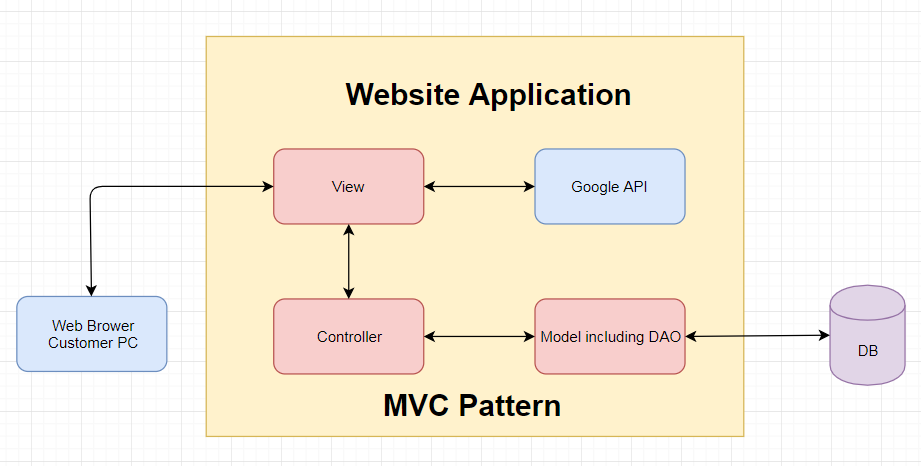 Website Application
View
Google API
Web Brower
Customer PC
Controller
Model including DAO
DB
MVC Pattern